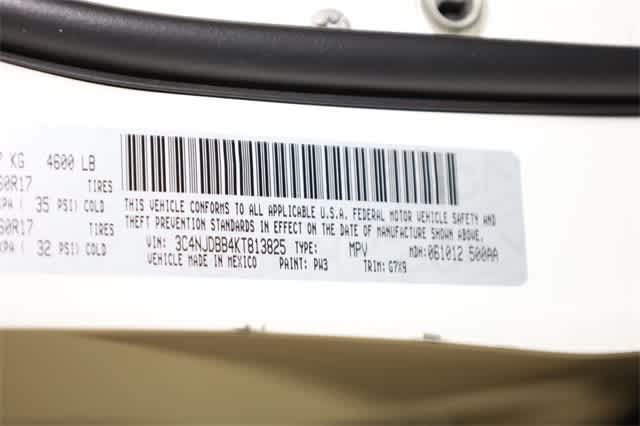 KG 4600 LB
60R17 TIRES
KPA ( 35 PSI) COLD
60R17 TIRES
KPA ( 32 PSI) COLD
THIS VEHICLE CONFORMS TO ALL APPLICABLE U.S.A. FEDERAL MOTOR VEHICLE SAFETY AND
THEFT PREVENTION STANDARDS IN EFFECT ON THE DATE OF MANUFACTURE SHOWN ABOVE.
VIN: 3C4NJDBB4KT813825 TYPE: MPV MDH: 061012 500AA
VEHICLE MADE IN MEXICO PAINT: PW3 TRIM: G7X9